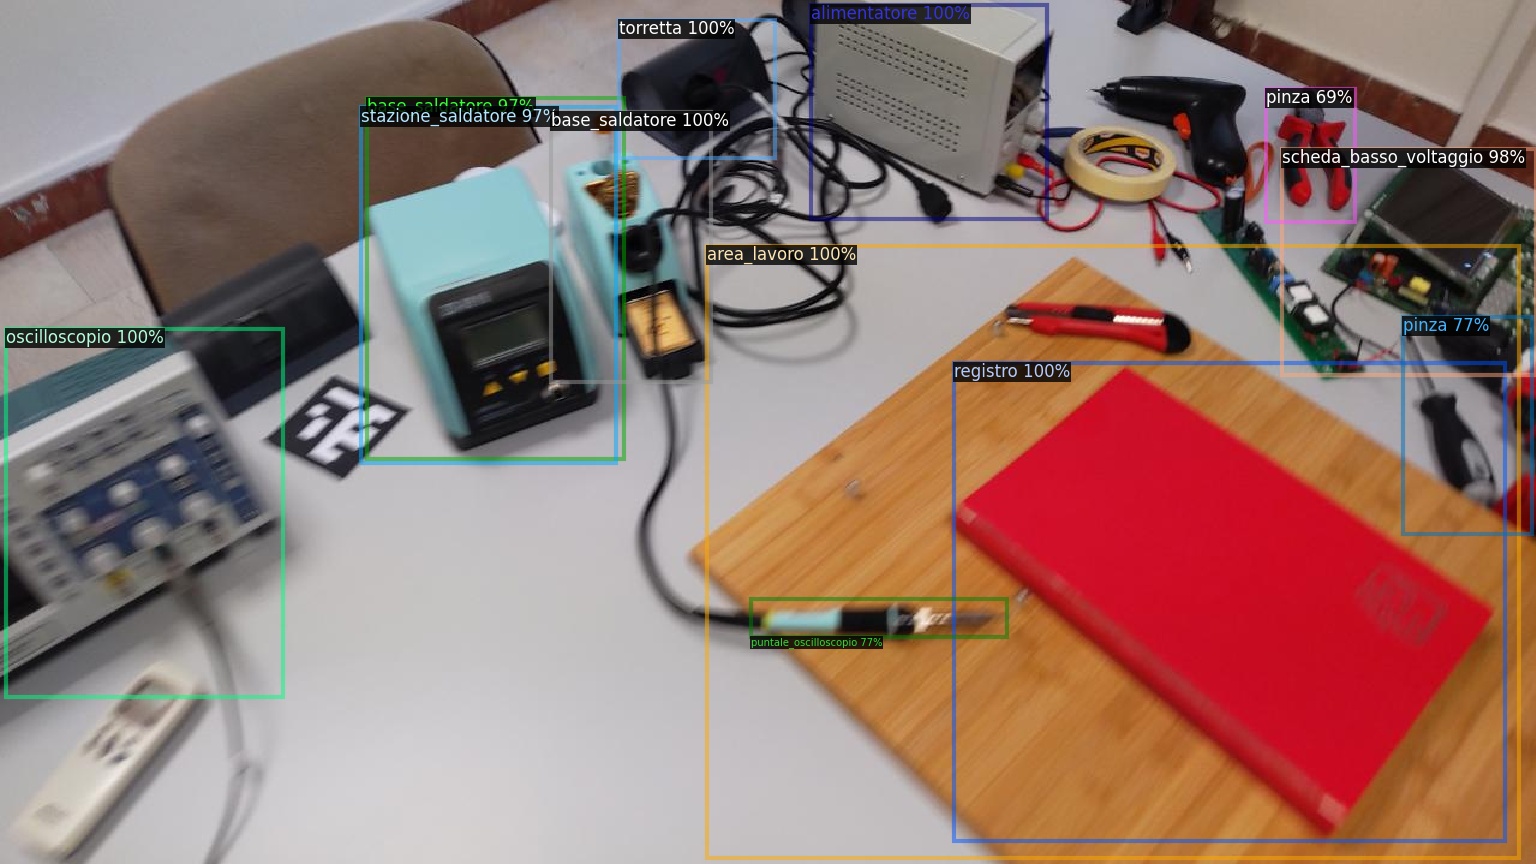 alimentatore 100%
torretta 100%
pinza 69%
base_saldatore 97%
stazione_saldatore 97%
base_saldatore 100%
scheda_basso_voltaggio 98%
area_lavoro 100%
pinza 77%
oscilloscopio 100%
registro 100%
puntale_oscilloscopio 77%